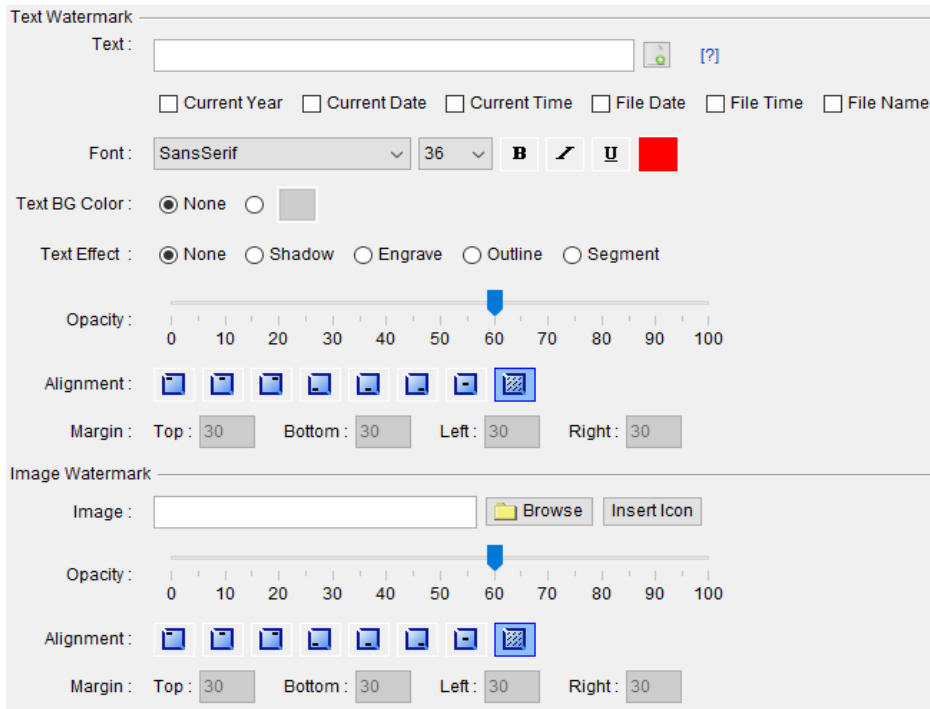 Text Watermark
Text :
[?]
Current Year Current Date Current Time File Date File Time File Name
Font : SansSerif 36 B I U
Text BG Color : None
Text Effect : None Shadow Engrave Outline Segment
Opacity :
0 10 20 30 40 50 60 70 80 90 100
Alignment :
Margin : Top : 30 Bottom : 30 Left : 30 Right : 30
Image Watermark
Image : Browse Insert Icon
Opacity :
0 10 20 30 40 50 60 70 80 90 100
Alignment :
Margin : Top : 30 Bottom : 30 Left : 30 Right : 30